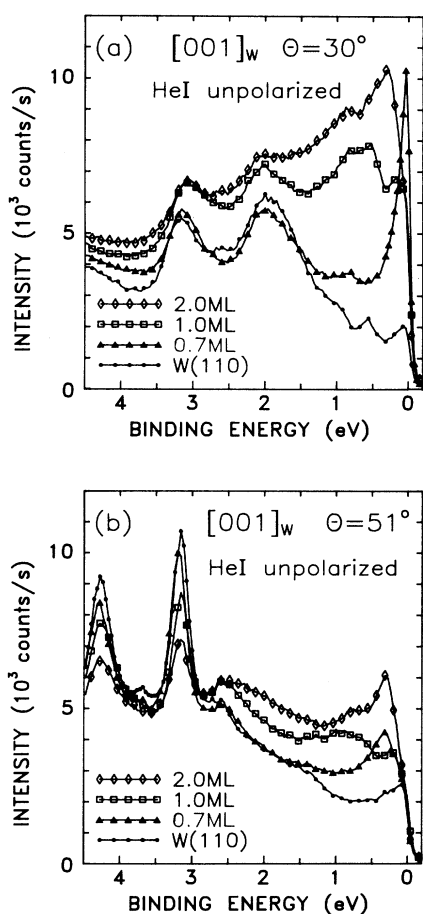 (a) [001]W Θ=30°
HeI unpolarized
10
5
0
INTENSITY (10³ counts/s)
2.0ML
1.0ML
0.7ML
W(110)
4 3 2 1 0
BINDING ENERGY (eV)
(b) [001]W Θ=51°
HeI unpolarized
10
5
0
INTENSITY (10³ counts/s)
2.0ML
1.0ML
0.7ML
W(110)
4 3 2 1 0
BINDING ENERGY (eV)